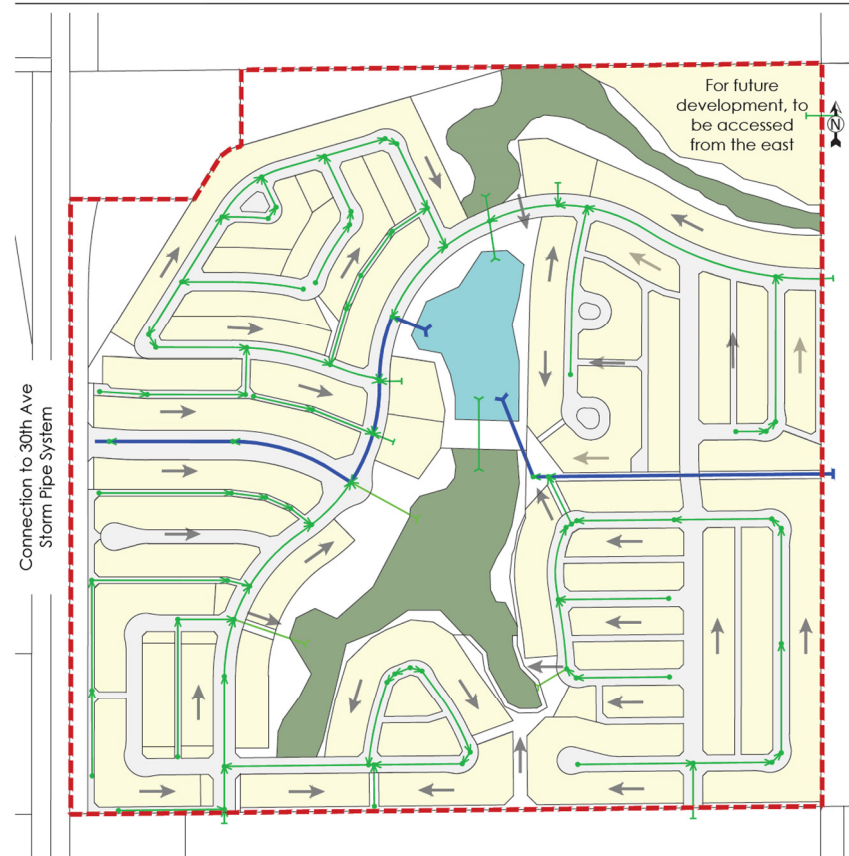 For future
development, to
be accessed
from the east
N
Connection to 30th Ave
Storm Pipe System